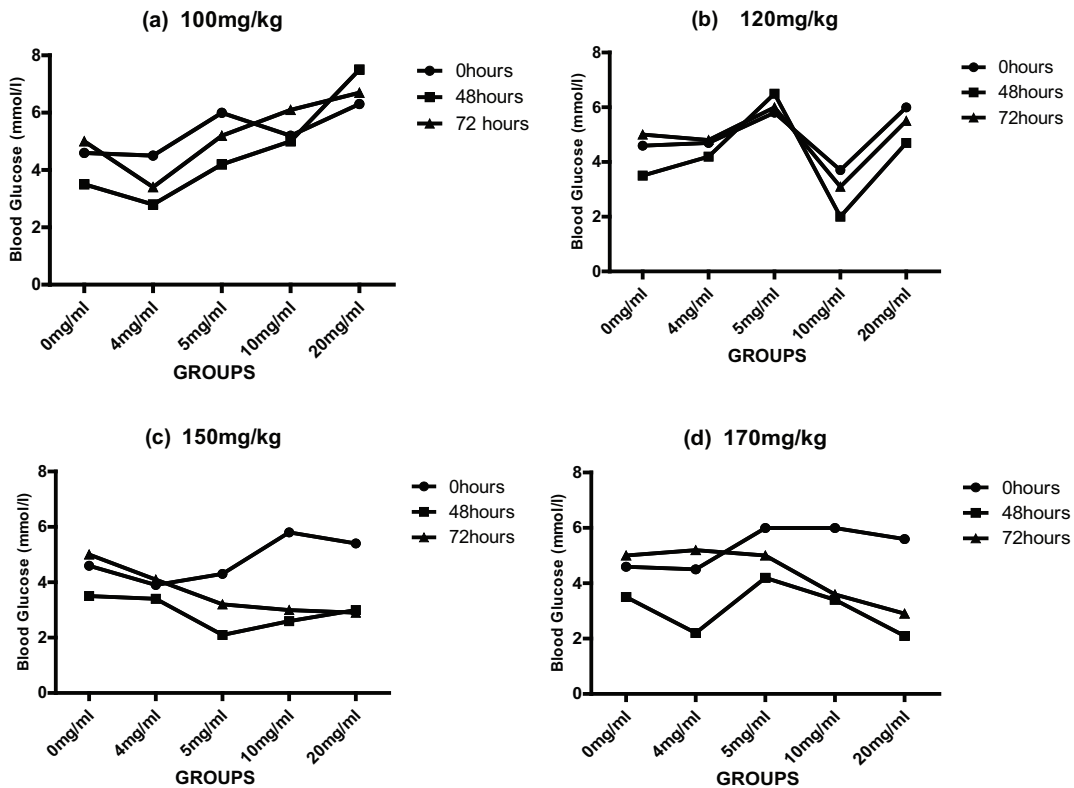 (a) 100mg/kg
Blood Glucose (mmol/l)
8
6
4
2
0
0mg/ml
4mg/ml
5mg/ml
10mg/ml
20mg/ml
GROUPS
0hours
48hours
72 hours
(b) 120mg/kg
Blood Glucose (mmol/l)
8
6
4
2
0
0mg/ml
4mg/ml
5mg/ml
10mg/ml
20mg/ml
GROUPS
0hours
48hours
72hours
(c) 150mg/kg
Blood Glucose (mmol/l)
8
6
4
2
0
0mg/ml
4mg/ml
5mg/ml
10mg/ml
20mg/ml
GROUPS
0hours
48hours
72hours
(d) 170mg/kg
Blood Glucose (mmol/l)
8
6
4
2
0
0mg/ml
4mg/ml
5mg/ml
10mg/ml
20mg/ml
GROUPS
0hours
48hours
72hours